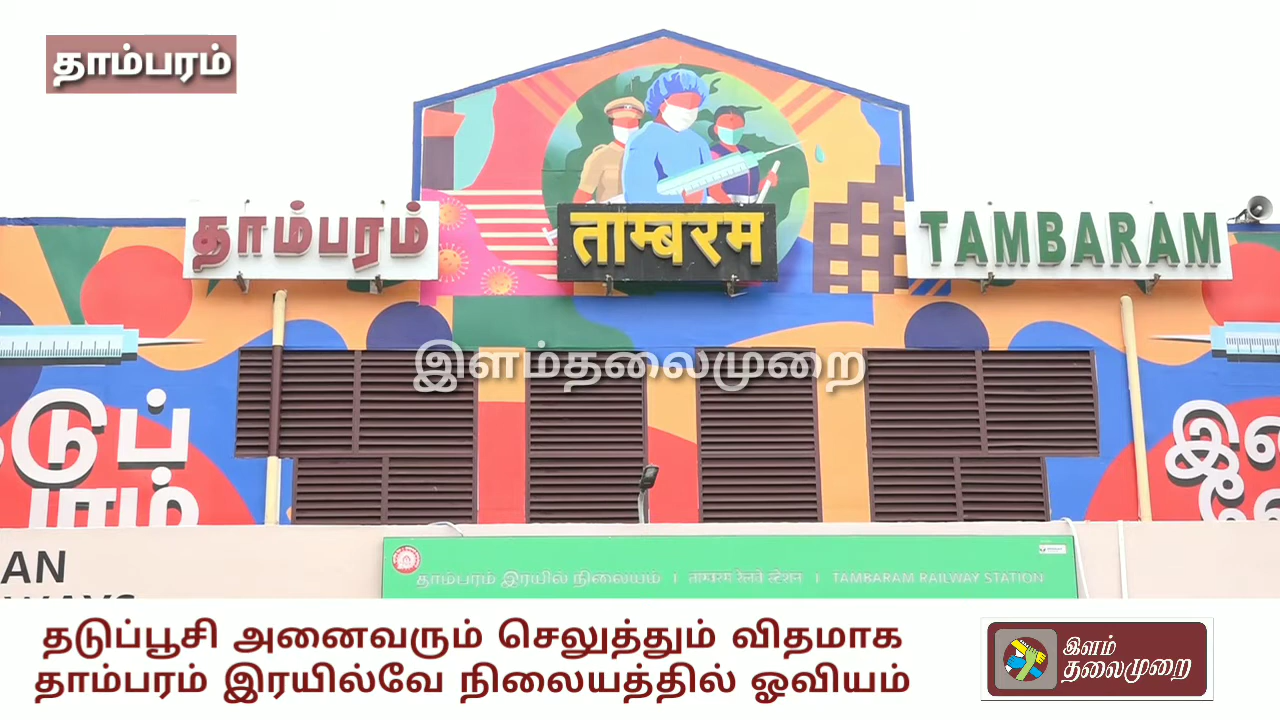 தாம்பரம்
தாம்பரம்
ताम्बरम
TAMBARAM
இளம்தலைமுறை
AN
தாம்பரம் இரயில் நிலையம் | ताम्बरम रेलवे स्टेशन | TAMBARAM RAILWAY STATION
தடுப்பூசி அனைவரும் செலுத்தும் விதமாக
தாம்பரம் இரயில்வே நிலையத்தில் ஓவியம்
இளம்
தலைமுறை